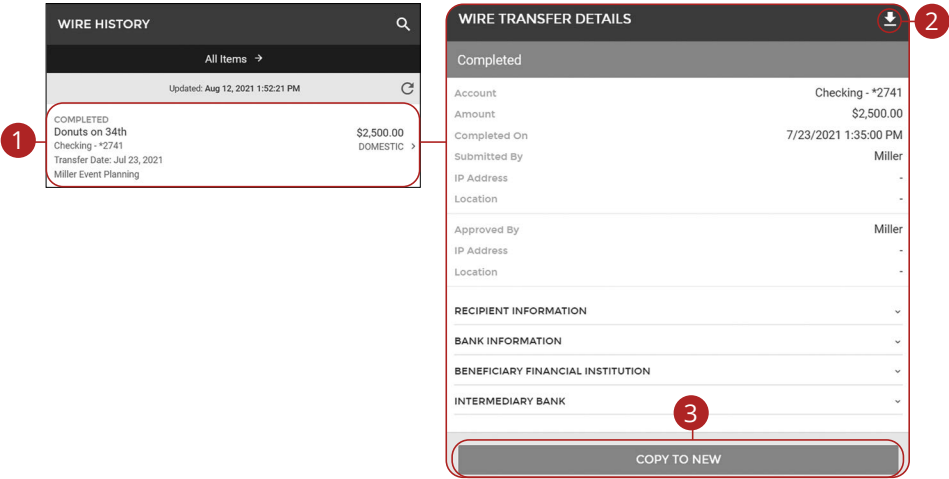 WIRE HISTORY
All Items →
Updated: Aug 12, 2021 1:52:21 PM
1
COMPLETED
Donuts on 34th $2,500.00
Checking - *2741 DOMESTIC >
Transfer Date: Jul 23, 2021
Miller Event Planning
WIRE TRANSFER DETAILS
2
Completed
Account Checking - *2741
Amount $2,500.00
Completed On 7/23/2021 1:35:00 PM
Submitted By Miller
IP Address -
Location -
Approved By Miller
IP Address -
Location -
RECIPIENT INFORMATION
BANK INFORMATION
BENEFICIARY FINANCIAL INSTITUTION
INTERMEDIARY BANK
3
COPY TO NEW